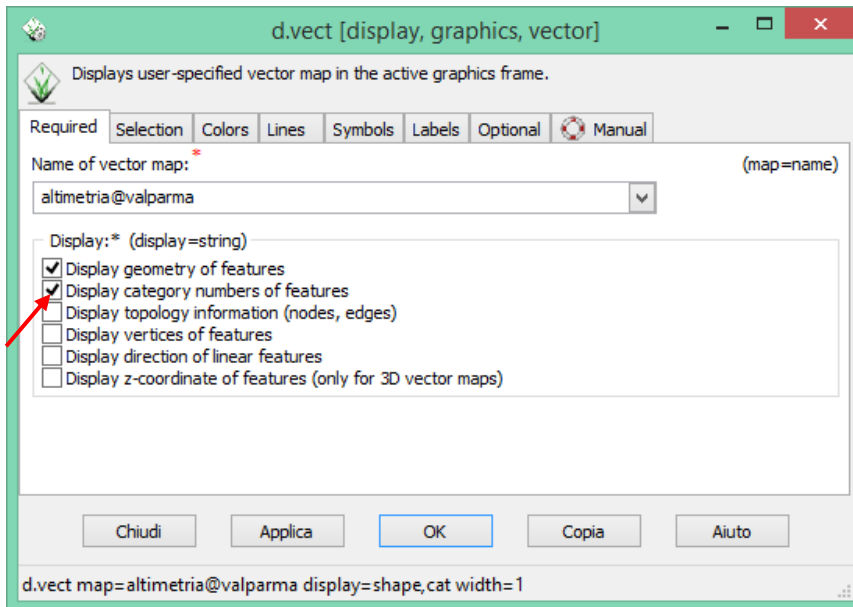 d.vect [display, graphics, vector]
Displays user-specified vector map in the active graphics frame.
Required Selection Colors Lines Symbols Labels Optional Manual
Name of vector map:* (map=name)
altimetria@valparma
Display:* (display=string)
Display geometry of features
Display category numbers of features
Display topology information (nodes, edges)
Display vertices of features
Display direction of linear features
Display z-coordinate of features (only for 3D vector maps)
Chiudi Applica OK Copia Aiuto
d.vect map=altimetria@valparma display=shape,cat width=1